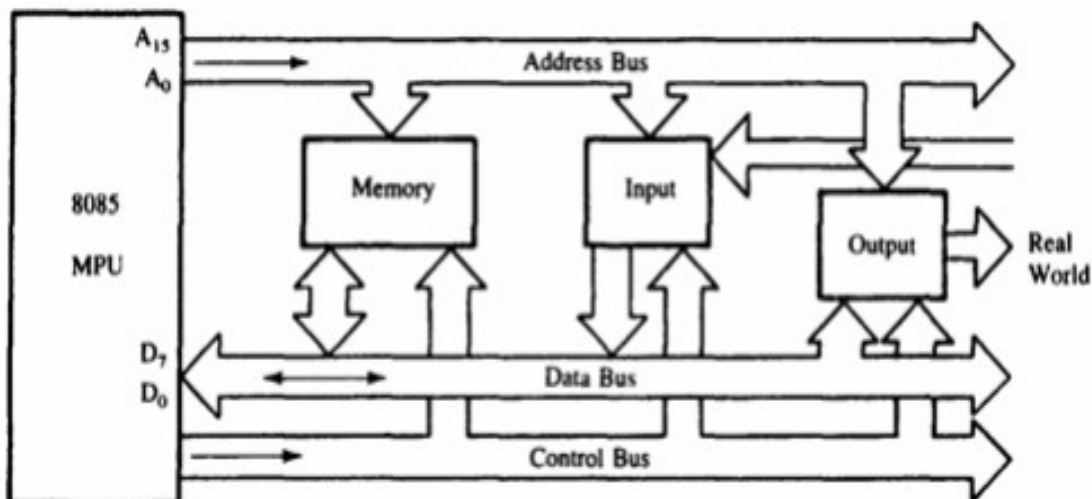 A15
A0
Address Bus
8085
MPU
Memory
Input
Output
Real
World
D7
D0
Data Bus
Control Bus